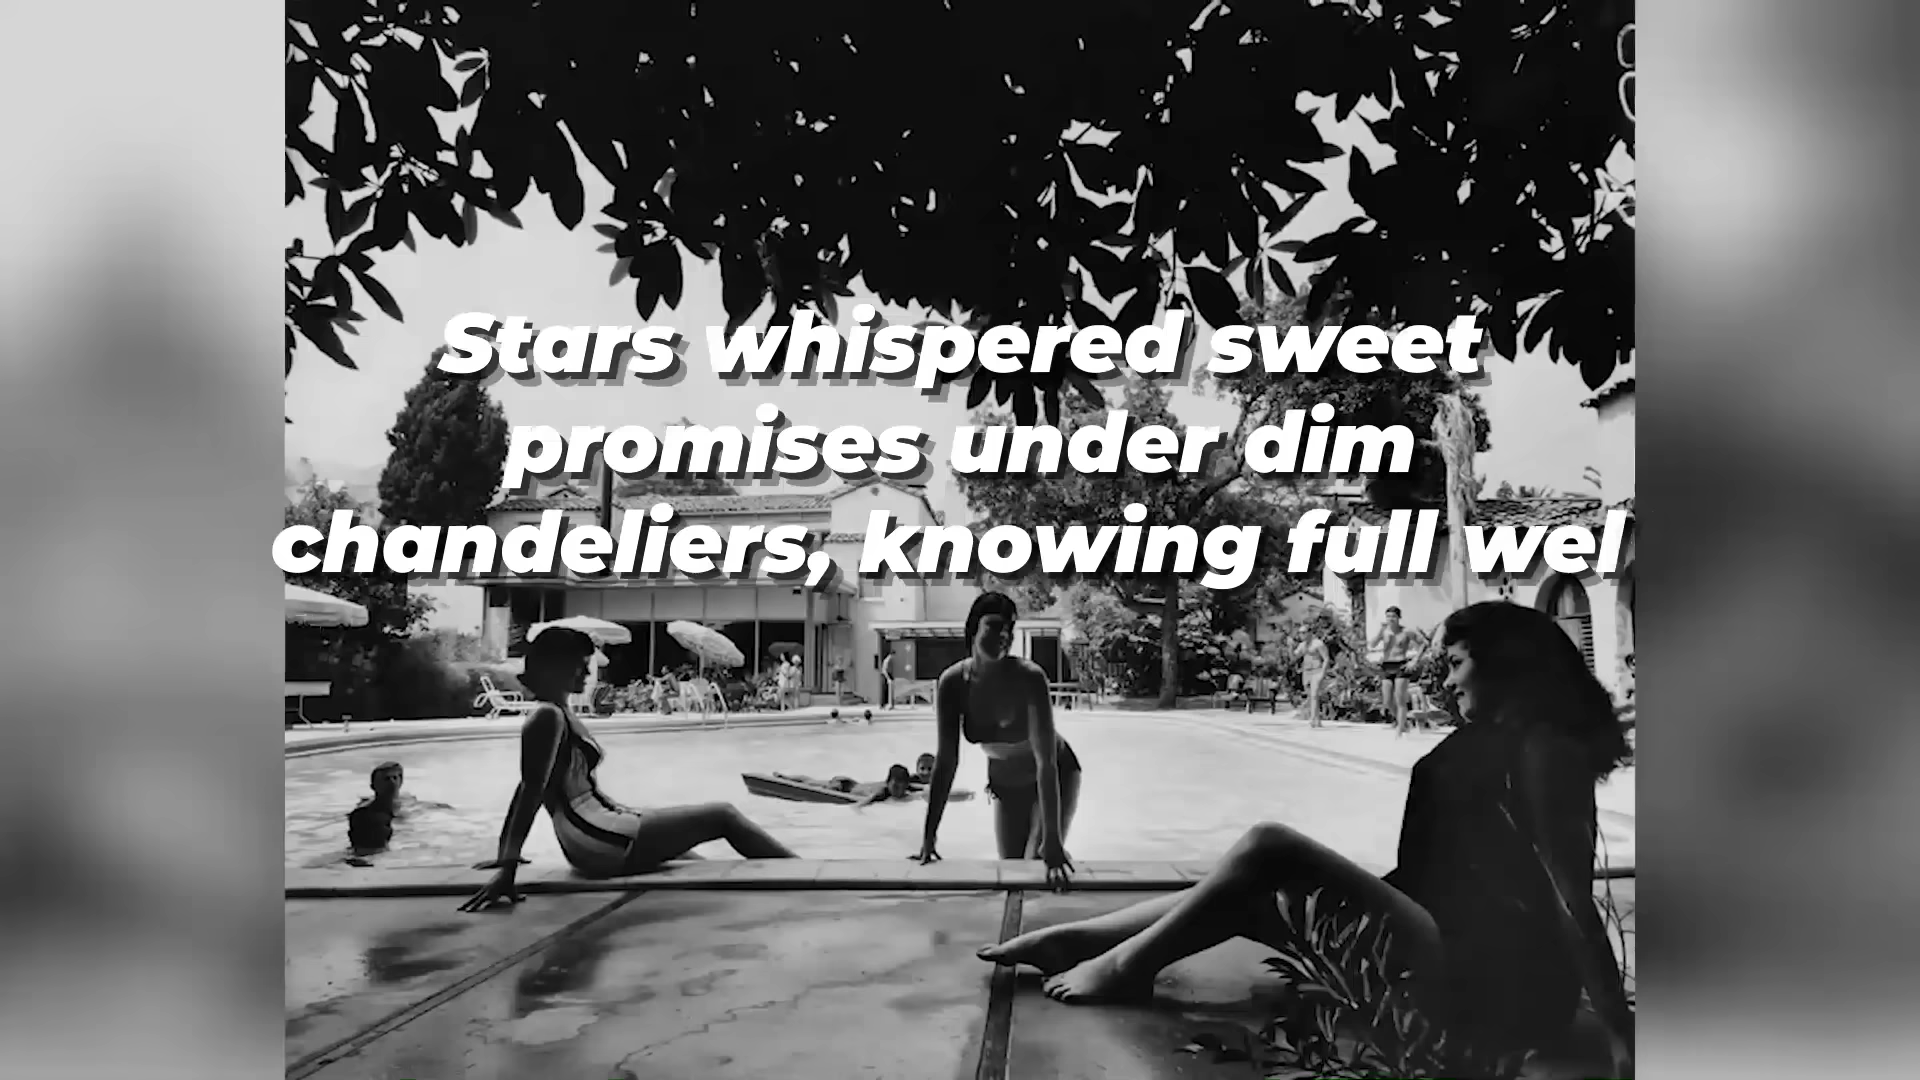 Stars whispered sweet
promises under dim
chandeliers, knowing full wel